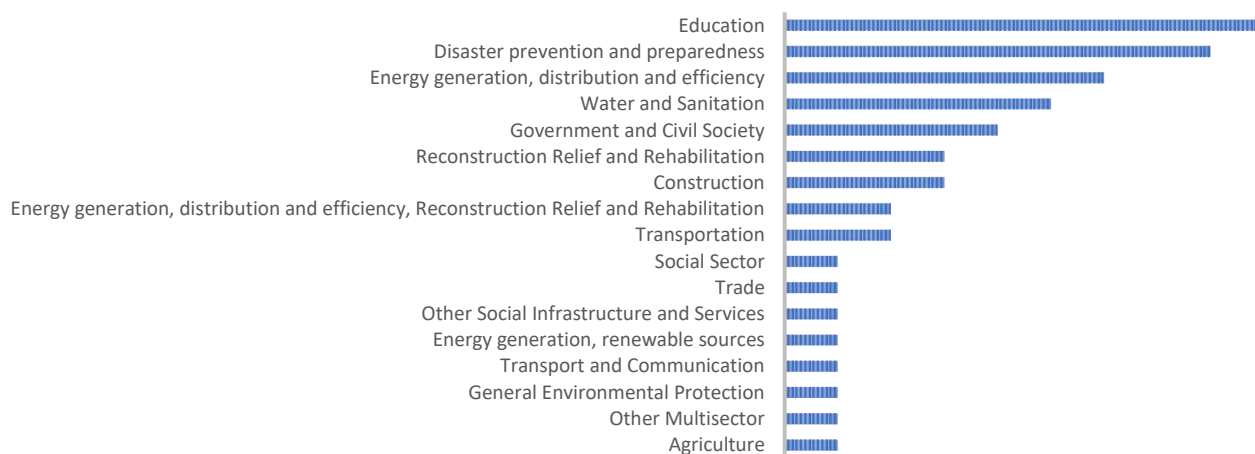 Education
Disaster prevention and preparedness
Energy generation, distribution and efficiency
Water and Sanitation
Government and Civil Society
Reconstruction Relief and Rehabilitation
Construction
Energy generation, distribution and efficiency, Reconstruction Relief and Rehabilitation
Transportation
Social Sector
Trade
Other Social Infrastructure and Services
Energy generation, renewable sources
Transport and Communication
General Environmental Protection
Other Multisector
Agriculture